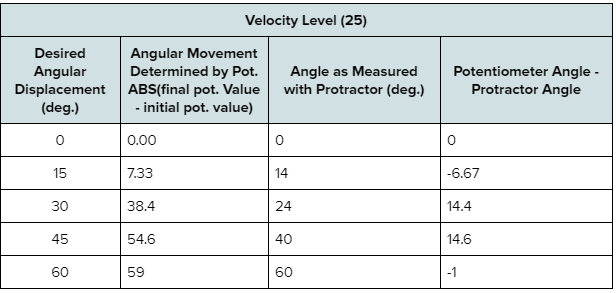 Velocity Level (25)
Desired
Angular
Displacement
(deg.)
Angular Movement
Determined by Pot.
ABS(final pot. Value
- initial pot. value)
Angle as Measured
with Protractor (deg.)
Potentiometer Angle -
Protractor Angle
0 0.00 0 0
15 7.33 14 -6.67
30 38.4 24 14.4
45 54.6 40 14.6
60 59 60 -1